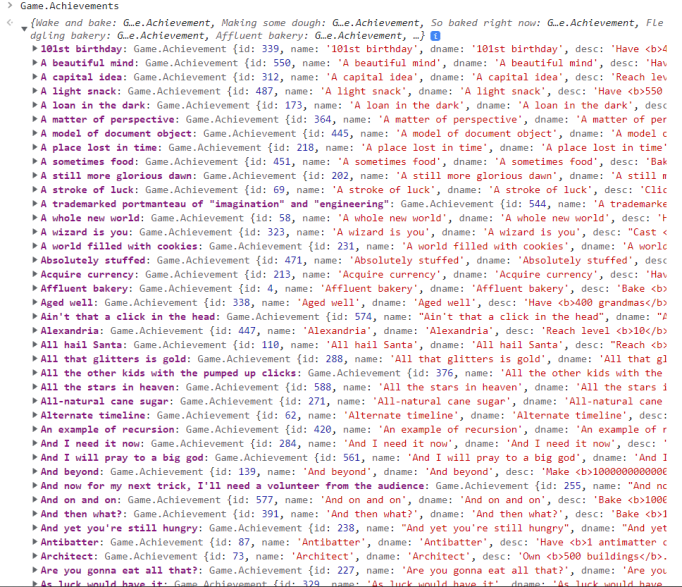 Game.Achievements
{Wake and bake: G…e.Achievement, Making some dough: G…e.Achievement, So baked right now: G…e.Achievement, Fle
dgling bakery: G…e.Achievement, Affluent bakery: G…e.Achievement, …}
101st birthday: Game.Achievement {id: 339, name: '101st birthday', dname: '101st birthday', desc: 'Have <b>4
A beautiful mind: Game.Achievement {id: 550, name: 'A beautiful mind', dname: 'A beautiful mind', desc: 'Hav
A capital idea: Game.Achievement {id: 312, name: 'A capital idea', dname: 'A capital idea', desc: 'Reach lev
A light snack: Game.Achievement {id: 487, name: 'A light snack', dname: 'A light snack', desc: 'Have <b>550
A loan in the dark: Game.Achievement {id: 173, name: 'A loan in the dark', dname: 'A loan in the dark', desc
A matter of perspective: Game.Achievement {id: 364, name: 'A matter of perspective', dname: 'A matter of per
A model of document object: Game.Achievement {id: 445, name: 'A model of document object', dname: 'A model o
A place lost in time: Game.Achievement {id: 218, name: 'A place lost in time', dname: 'A place lost in time'
A sometimes food: Game.Achievement {id: 451, name: 'A sometimes food', dname: 'A sometimes food', desc: 'Bak
A still more glorious dawn: Game.Achievement {id: 202, name: 'A still more glorious dawn', dname: 'A still m
A stroke of luck: Game.Achievement {id: 69, name: 'A stroke of luck', dname: 'A stroke of luck', desc: 'Clic
A trademarked portmanteau of "imagination" and "engineering": Game.Achievement {id: 544, name: 'A trademarke
A whole new world: Game.Achievement {id: 58, name: 'A whole new world', dname: 'A whole new world', desc: 'H
A wizard is you: Game.Achievement {id: 323, name: 'A wizard is you', dname: 'A wizard is you', desc: "Cast <
A world filled with cookies: Game.Achievement {id: 231, name: 'A world filled with cookies', dname: 'A world
Absolutely stuffed: Game.Achievement {id: 471, name: 'Absolutely stuffed', dname: 'Absolutely stuffed', desc
Acquire currency: Game.Achievement {id: 213, name: 'Acquire currency', dname: 'Acquire currency', desc: 'Hav
Affluent bakery: Game.Achievement {id: 4, name: 'Affluent bakery', dname: 'Affluent bakery', desc: 'Bake <b>
Aged well: Game.Achievement {id: 338, name: 'Aged well', dname: 'Aged well', desc: 'Have <b>400 grandmas</b>
Ain't that a click in the head: Game.Achievement {id: 574, name: "Ain't that a click in the head", dname: "A
Alexandria: Game.Achievement {id: 447, name: 'Alexandria', dname: 'Alexandria', desc: 'Reach level <b>10</b>
All hail Santa: Game.Achievement {id: 110, name: 'All hail Santa', dname: 'All hail Santa', desc: "Reach <b>
All that glitters is gold: Game.Achievement {id: 288, name: 'All that glitters is gold', dname: 'All that gl
All the other kids with the pumped up clicks: Game.Achievement {id: 376, name: 'All the other kids with the
All the stars in heaven: Game.Achievement {id: 588, name: 'All the stars in heaven', dname: 'All the stars i
All-natural cane sugar: Game.Achievement {id: 271, name: 'All-natural cane sugar', dname: 'All-natural cane
Alternate timeline: Game.Achievement {id: 62, name: 'Alternate timeline', dname: 'Alternate timeline', desc:
An example of recursion: Game.Achievement {id: 420, name: 'An example of recursion', dname: 'An example of r
And I need it now: Game.Achievement {id: 284, name: 'And I need it now', dname: 'And I need it now', desc: '
And I will pray to a big god: Game.Achievement {id: 561, name: 'And I will pray to a big god', dname: 'And I
And beyond: Game.Achievement {id: 139, name: 'And beyond', dname: 'And beyond', desc: 'Make <b>1000000000000
And now for my next trick, I'll need a volunteer from the audience: Game.Achievement {id: 255, name: "And no
And on and on: Game.Achievement {id: 577, name: 'And on and on', dname: 'And on and on', desc: 'Bake <b>1000
And then what?: Game.Achievement {id: 391, name: 'And then what?', dname: 'And then what?', desc: 'Bake <b>1
And yet you're still hungry: Game.Achievement {id: 238, name: "And yet you're still hungry", dname: "And yet
Antibatter: Game.Achievement {id: 87, name: 'Antibatter', dname: 'Antibatter', desc: 'Have <b>1 antimatter c
Architect: Game.Achievement {id: 73, name: 'Architect', dname: 'Architect', desc: 'Own <b>500 buildings</b>.
Are you gonna eat all that?: Game.Achievement {id: 227, name: 'Are you gonna eat all that?', dname: 'Are you
As luck would have it: Game.Achievement {id: 329, name: 'As luck would have it', dname: 'As luck would have